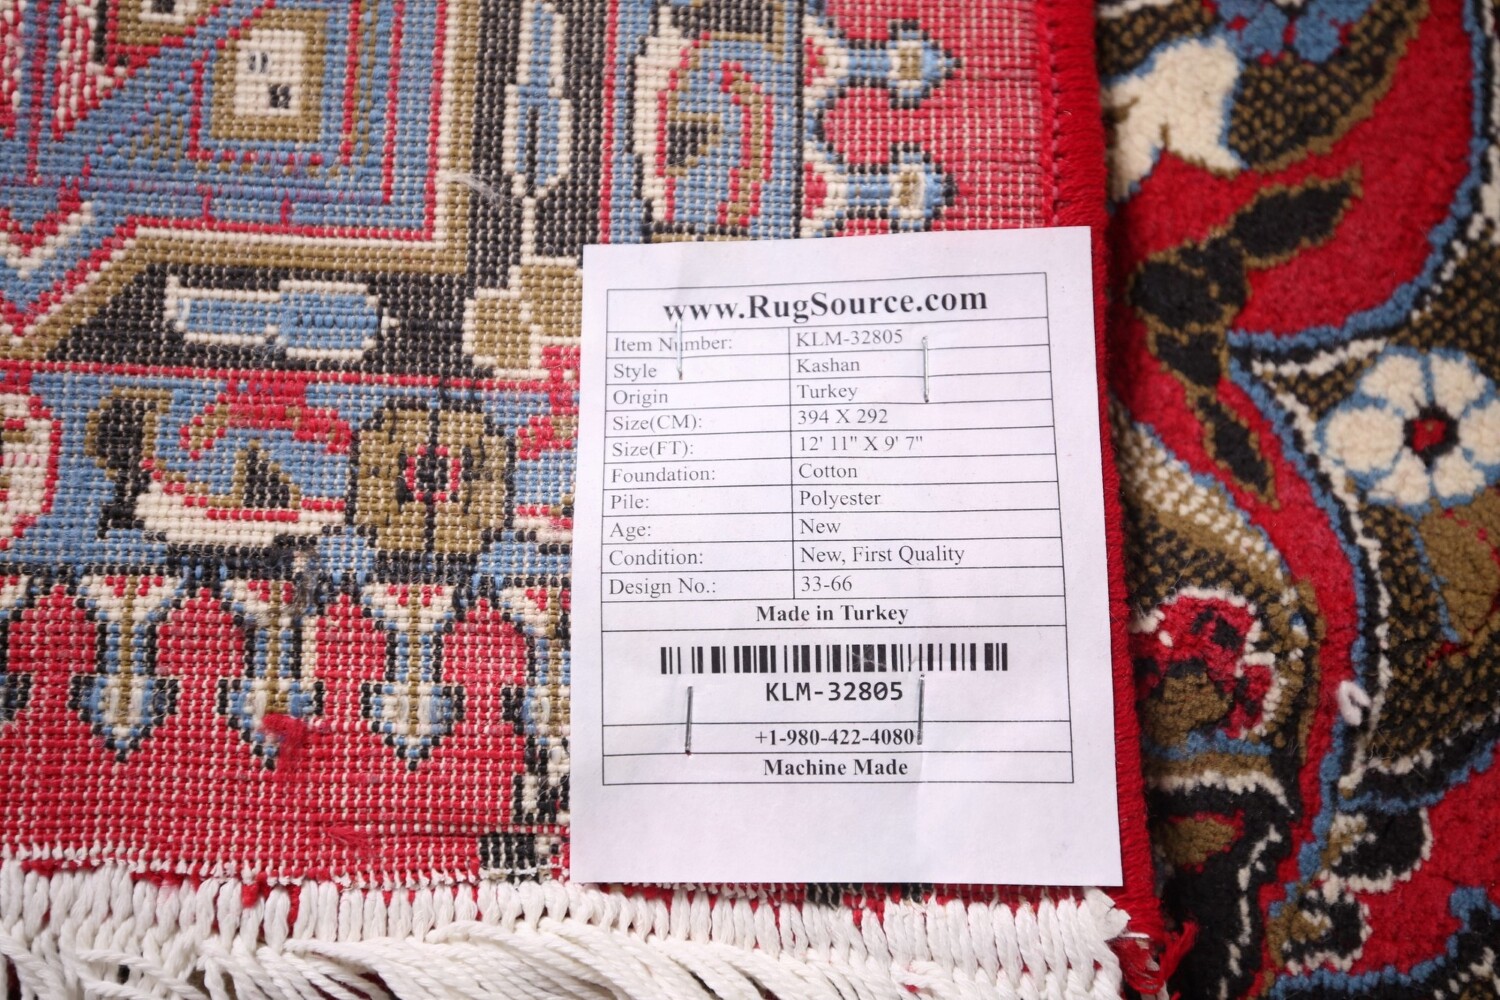 www.RugSource.com
Item Number: KLM-32805
Style Kashan
Origin Turkey
Size(CM): 394 X 292
Size(FT): 12' 11" X 9' 7"
Foundation: Cotton
Pile: Polyester
Age: New
Condition: New, First Quality
Design No.: 33-66
Made in Turkey
KLM-32805
+1-980-422-4080
Machine Made